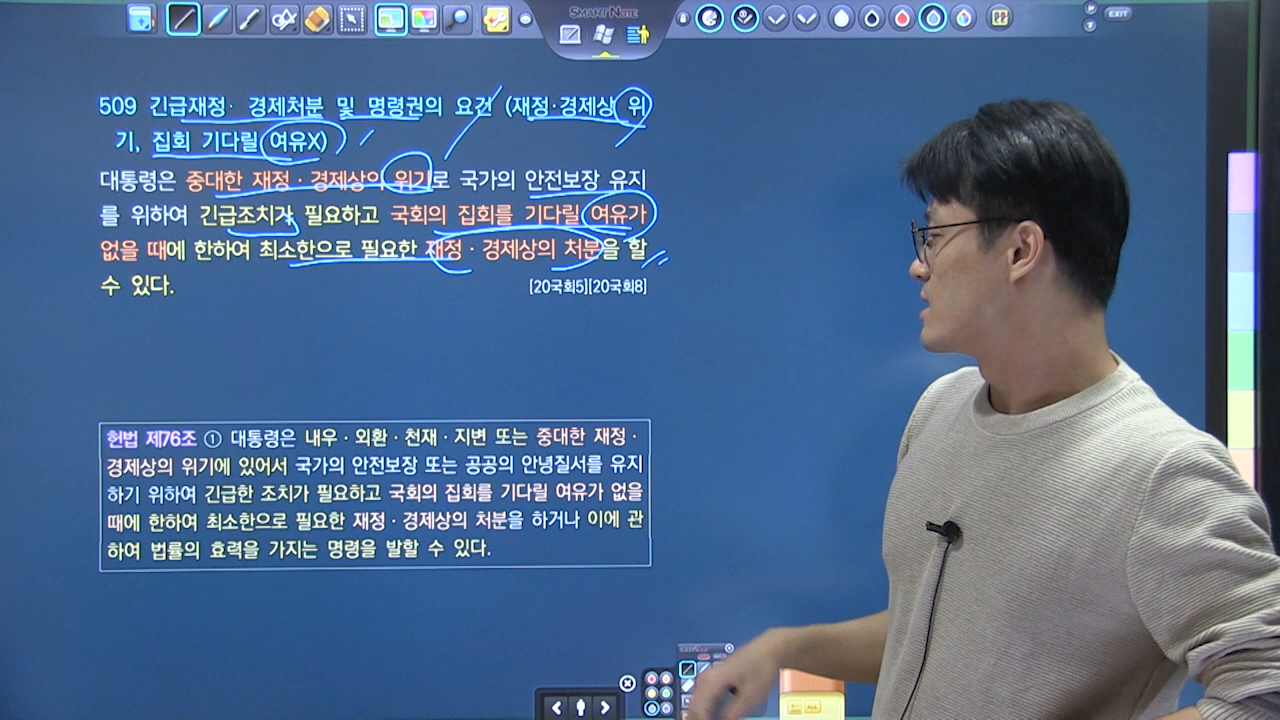 SMART NOTE
EXIT
509 긴급재정· 경제처분 및 명령권의 요건 (재정·경제상 위
기, 집회 기다릴 여유X)
대통령은 중대한 재정·경제상의 위기로 국가의 안전보장 유지
를 위하여 긴급조치가 필요하고 국회의 집회를 기다릴 여유가
없을 때에 한하여 최소한으로 필요한 재정·경제상의 처분을 할
수 있다.
[20국회5][20국회8]
헌법 제76조 ① 대통령은 내우·외환·천재·지변 또는 중대한 재정·
경제상의 위기에 있어서 국가의 안전보장 또는 공공의 안녕질서를 유지
하기 위하여 긴급한 조치가 필요하고 국회의 집회를 기다릴 여유가 없을
때에 한하여 최소한으로 필요한 재정·경제상의 처분을 하거나 이에 관
하여 법률의 효력을 가지는 명령을 발할 수 있다.
ALL